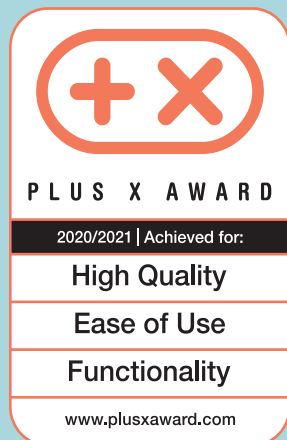 PLUS X AWARD
2020/2021 | Achieved for:
High Quality
Ease of Use
Functionality
www.plusxaward.com